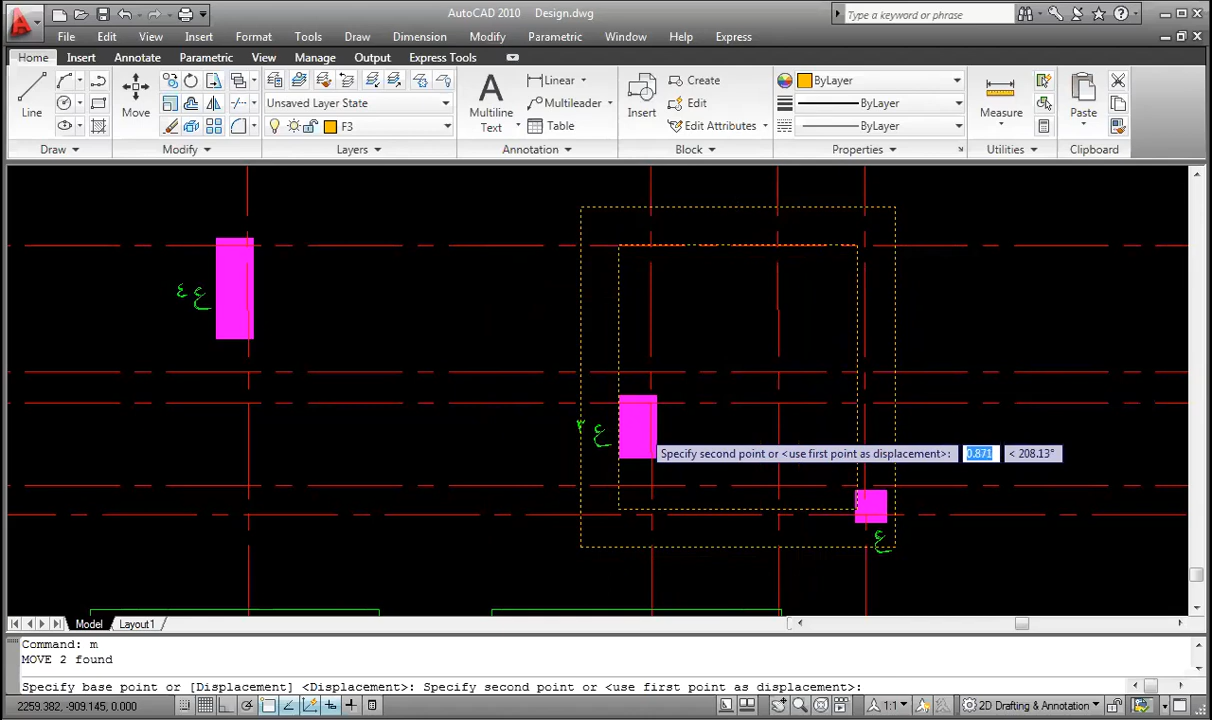 AutoCAD 2010 Design.dwg
Type a keyword or phrase
File Edit View Insert Format Tools Draw Dimension Modify Parametric Window Help Express
Home Insert Annotate Parametric View Manage Output Express Tools
Line
Move
Unsaved Layer State
F3
Multiline
Text
Linear
Multileader
Table
Insert
Create
Edit
Edit Attributes
ByLayer
ByLayer
ByLayer
Measure
Paste
Draw Modify Layers Annotation Block Properties Utilities Clipboard
ع٤
ع٣
Specify second point or <use first point as displacement>: 0.871 < 208.13°
ع
Model Layout1
Command: m
MOVE 2 found
Specify base point or [Displacement] <Displacement>: Specify second point or <use first point as displacement>:
2259.382, -909.145, 0.000
1:1
2D Drafting & Annotation